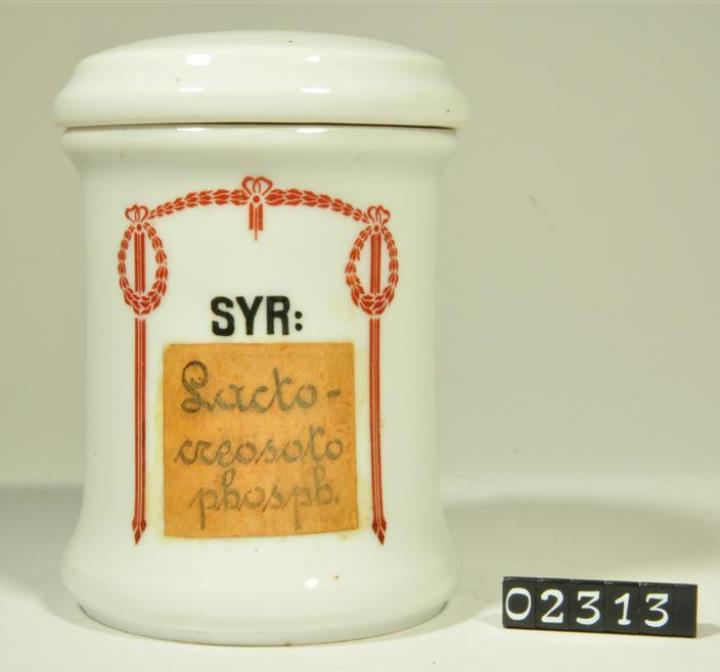 SYR:
Lacto-
creosoto
phosph.
02313